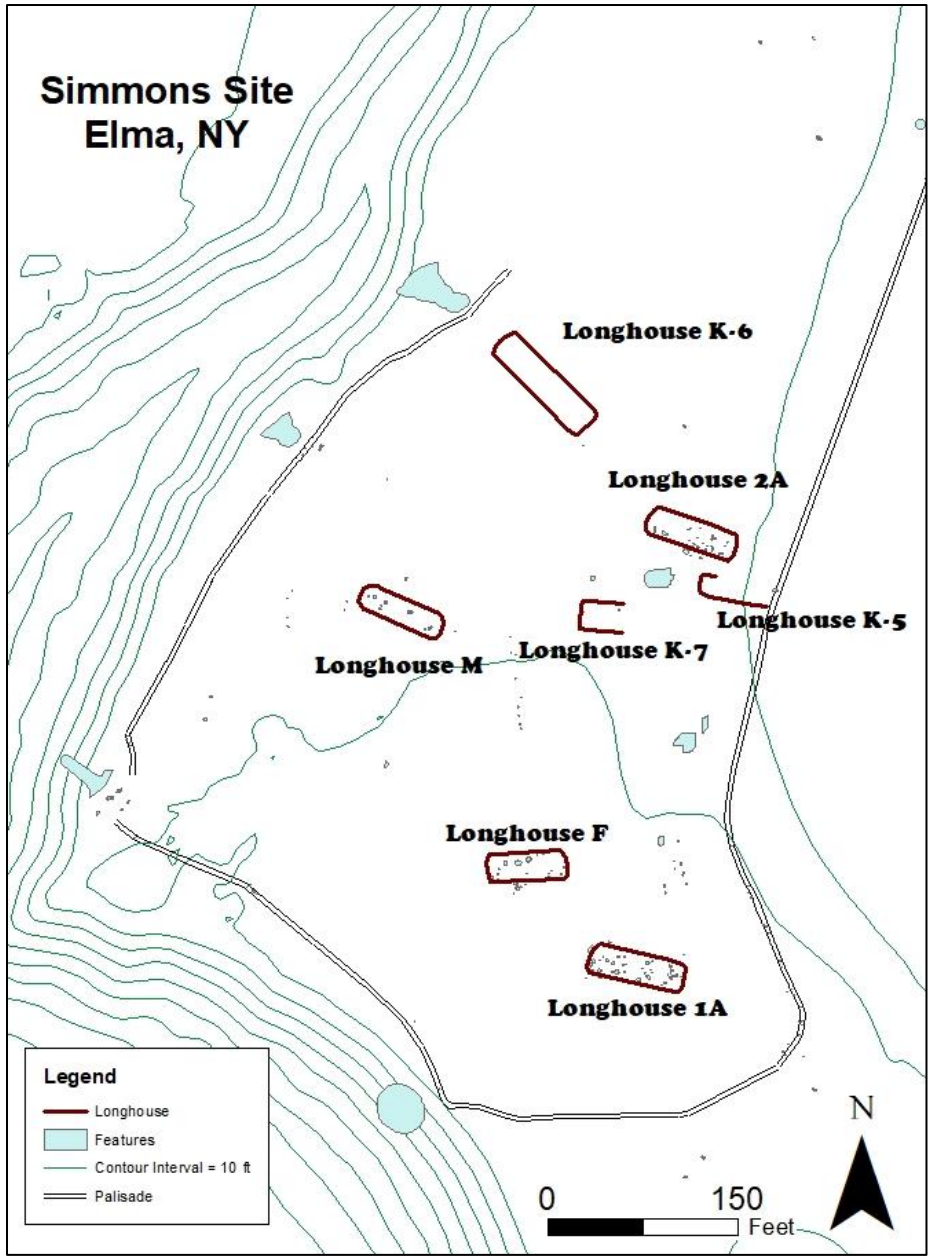 Simmons Site
Elma, NY
Longhouse K-6
Longhouse 2A
Longhouse K-5
Longhouse K-7
Longhouse M
Longhouse F
Longhouse 1A
Legend
Longhouse
Features
Contour Interval = 10 ft
Palisade
N
0 150
Feet